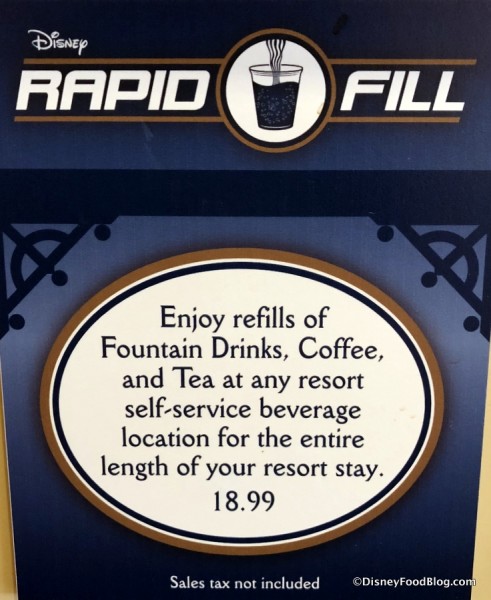 Disney
RAPID FILL
Enjoy refills of
Fountain Drinks, Coffee,
and Tea at any resort
self-service beverage
location for the entire
length of your resort stay.
18.99
Sales tax not included
©DisneyFoodBlog.com